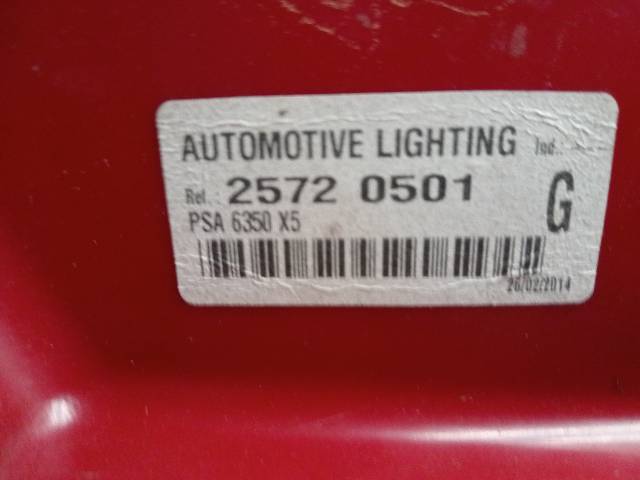 AUTOMOTIVE LIGHTING Ind.:
Ref.: 2572 0501 G
PSA 6350 X5
26/02/2014